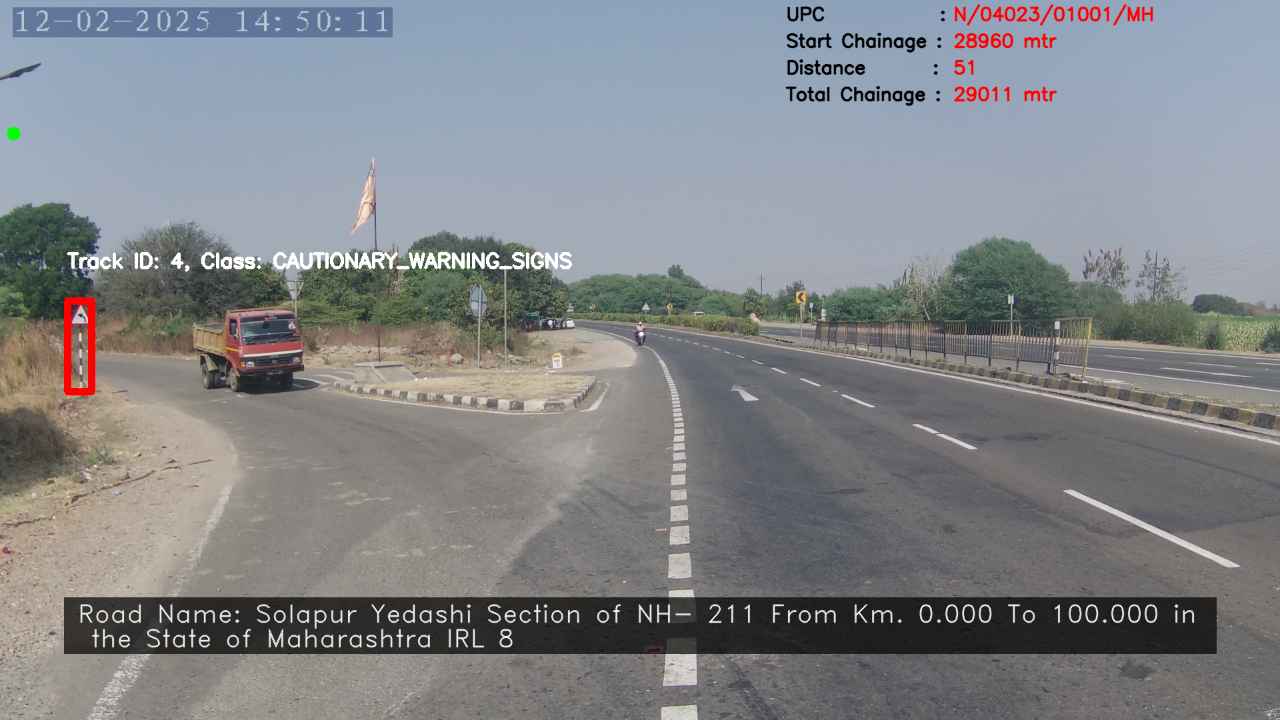 12-02-2025 14:50:11
UPC : N/04023/01001/MH
Start Chainage : 28960 mtr
Distance : 51
Total Chainage : 29011 mtr
Track ID: 4, Class: CAUTIONARY_WARNING_SIGNS
Road Name: Solapur Yedashi Section of NH- 211 From Km. 0.000 To 100.000 in
the State of Maharashtra IRL 8